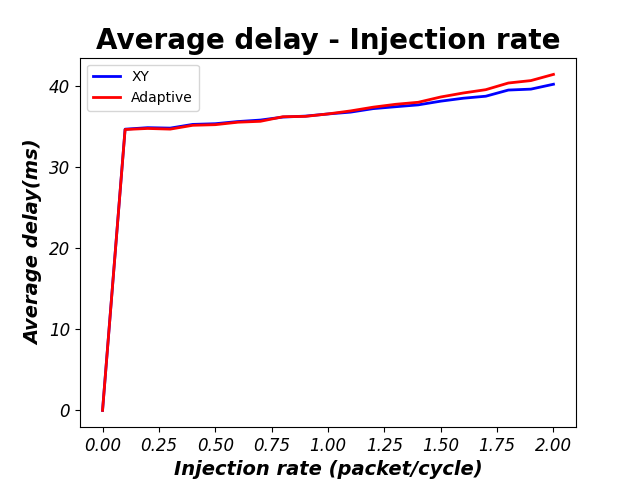 Average delay - Injection rate
XY
Adaptive
Average delay(ms)
40
30
20
10
0
0.00 0.25 0.50 0.75 1.00 1.25 1.50 1.75 2.00
Injection rate (packet/cycle)